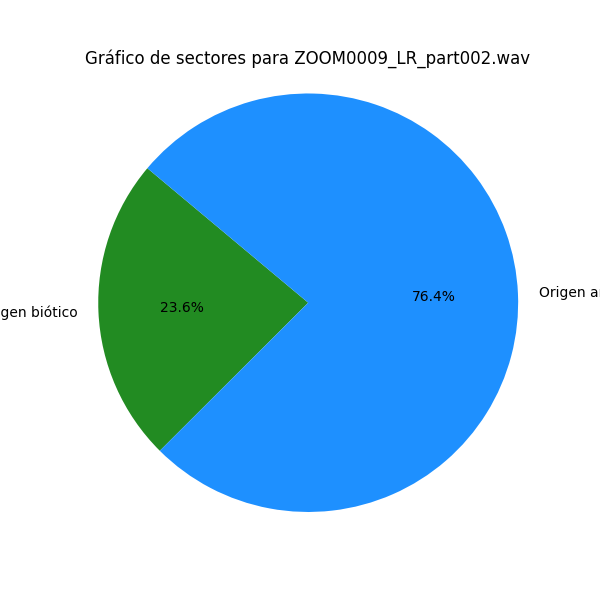 Gráfico de sectores para ZOOM0009_LR_part002.wav
76.4%
Origen
gen biótico
23.6%